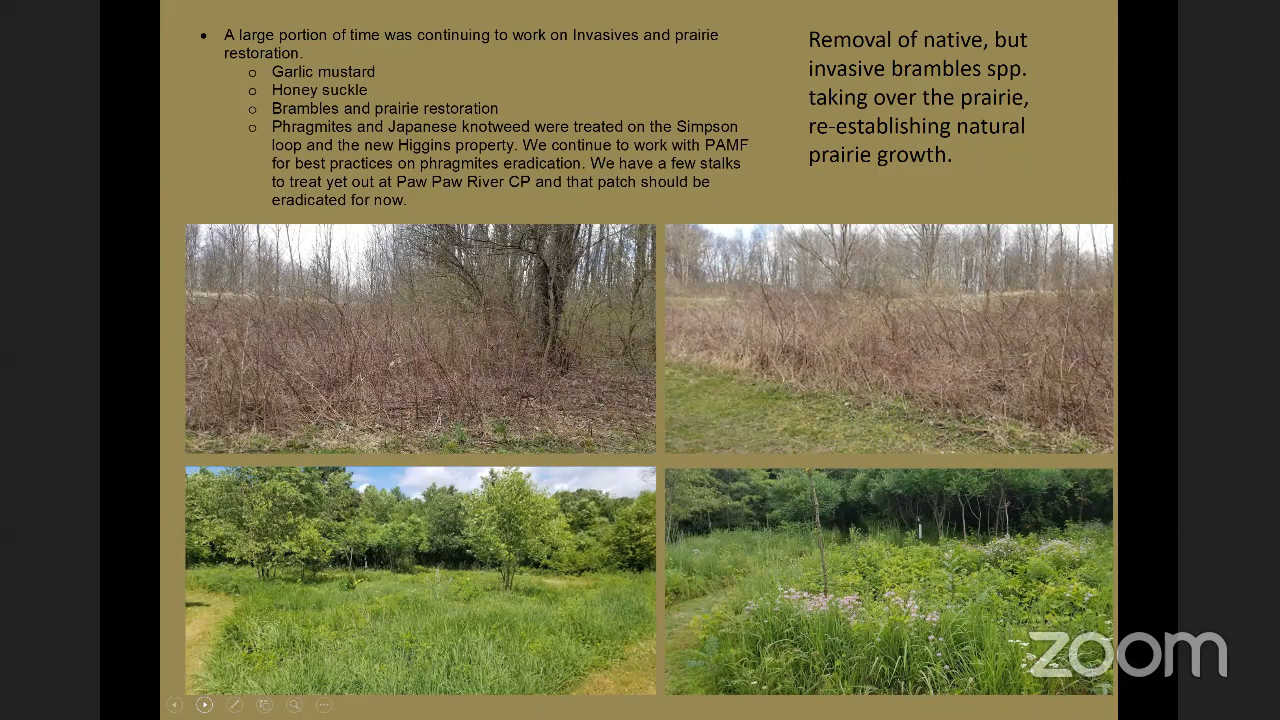 • A large portion of time was continuing to work on Invasives and prairie
restoration.
o Garlic mustard
o Honey suckle
o Brambles and prairie restoration
o Phragmites and Japanese knotweed were treated on the Simpson
loop and the new Higgins property. We continue to work with PAMF
for best practices on phragmites eradication. We have a few stalks
to treat yet out at Paw Paw River CP and that patch should be
eradicated for now.
Removal of native, but
invasive brambles spp.
taking over the prairie,
re-establishing natural
prairie growth.
zoom